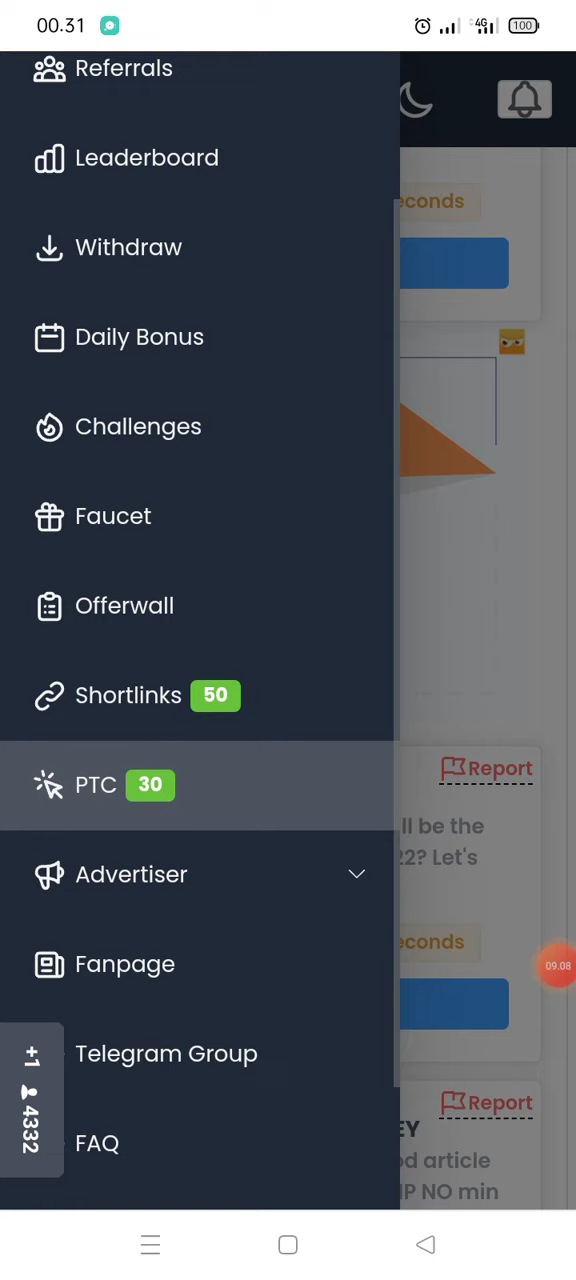 00.31
4G
100
Referrals
Leaderboard
Withdraw
econds
Daily Bonus
Challenges
Faucet
Offerwall
Shortlinks 50
PTC 30
Report
ll be the
22? Let's
Advertiser
econds
Fanpage
09.08
Telegram Group
+1
4332
Report
EY
FAQ
od article
IP NO min